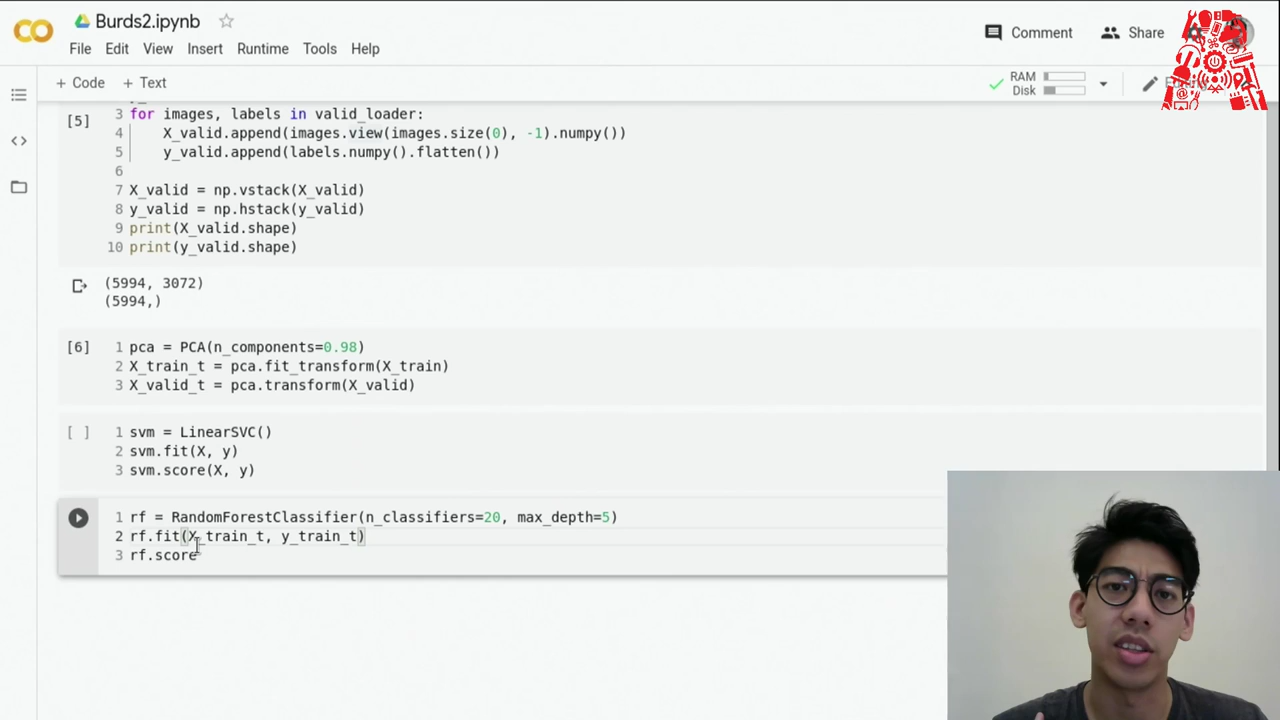 Burds2.ipynb
File Edit View Insert Runtime Tools Help
Comment Share
+ Code + Text
RAM
Disk
[5]
3 for images, labels in valid_loader:
4 X_valid.append(images.view(images.size(0), -1).numpy())
5 y_valid.append(labels.numpy().flatten())
6
7 X_valid = np.vstack(X_valid)
8 y_valid = np.hstack(y_valid)
9 print(X_valid.shape)
10 print(y_valid.shape)
(5994, 3072)
(5994,)
[6] 1 pca = PCA(n_components=0.98)
2 X_train_t = pca.fit_transform(X_train)
3 X_valid_t = pca.transform(X_valid)
[ ] 1 svm = LinearSVC()
2 svm.fit(X, y)
3 svm.score(X, y)
1 rf = RandomForestClassifier(n_classifiers=20, max_depth=5)
2 rf.fit(X_train_t, y_train_t)
3 rf.score